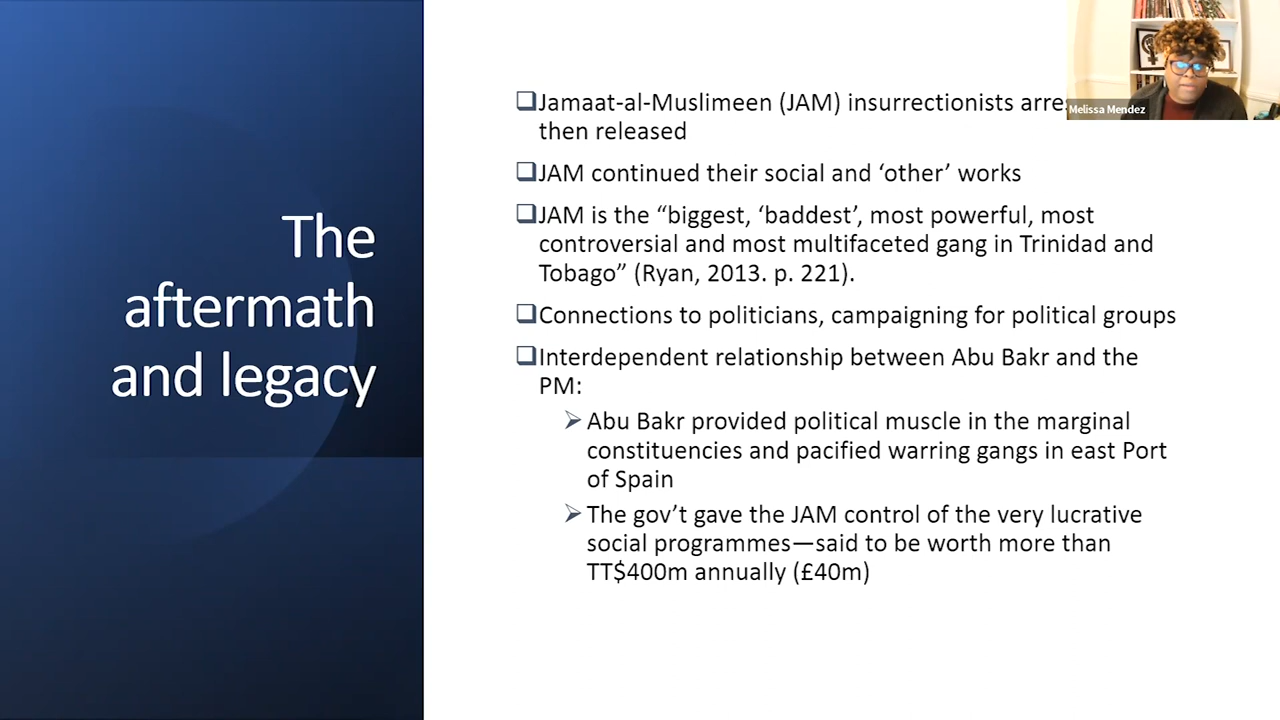 The
aftermath
and legacy
Jamaat-al-Muslimeen (JAM) insurrectionists
then released
JAM continued their social and ‘other’ works
JAM is the “biggest, ‘baddest’, most powerful, most
controversial and most multifaceted gang in Trinidad and
Tobago” (Ryan, 2013. p. 221).
Connections to politicians, campaigning for political groups
Interdependent relationship between Abu Bakr and the
PM:
Abu Bakr provided political muscle in the marginal
constituencies and pacified warring gangs in east Port
of Spain
The gov’t gave the JAM control of the very lucrative
social programmes—said to be worth more than
TT$400m annually (£40m)
Melissa Mendez